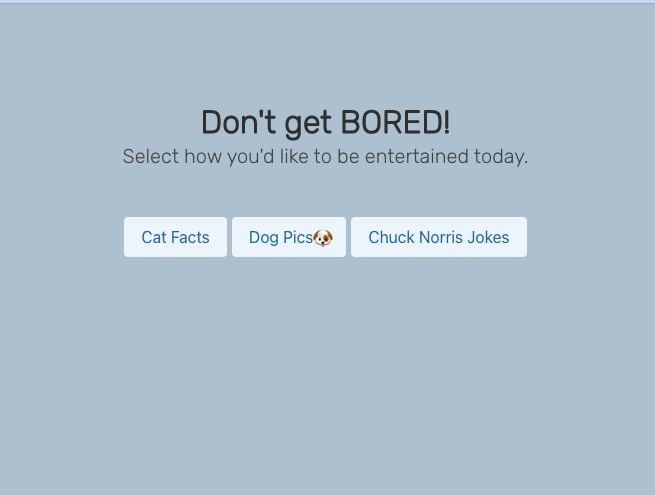 Don't get BORED!
Select how you'd like to be entertained today.
Cat Facts Dog Pics🐶 Chuck Norris Jokes